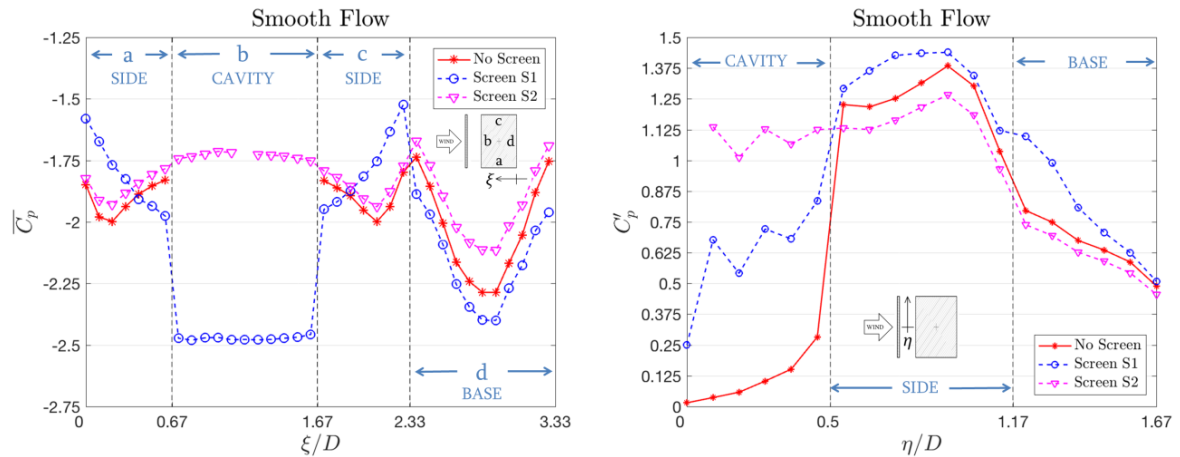 Smooth Flow
-1.25
-1.5
-1.75
-2
-2.25
-2.5
-2.75
C̅p
a
SIDE
b
CAVITY
c
SIDE
No Screen
Screen S1
Screen S2
WIND
c
b d
a
ξ
d
BASE
0 0.67 1.67 2.33 3.33
ξ/D
Smooth Flow
1.5
1.375
1.25
1.125
1
0.875
0.75
0.625
0.5
0.375
0.25
0.125
0
C′p
CAVITY
BASE
WIND
η
No Screen
Screen S1
Screen S2
SIDE
0 0.5 1.17 1.67
η/D